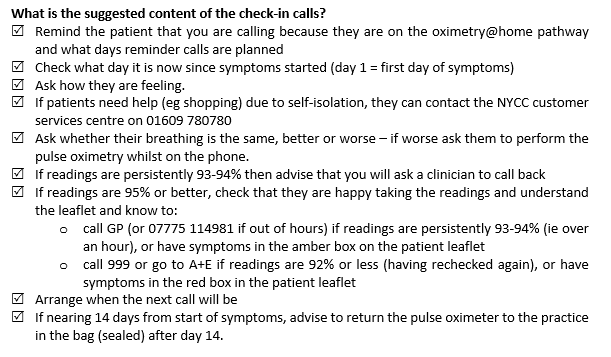 What is the suggested content of the check-in calls?
☑ Remind the patient that you are calling because they are on the oximetry@home pathway
and what days reminder calls are planned
☑ Check what day it is now since symptoms started (day 1 = first day of symptoms)
☑ Ask how they are feeling.
☑ If patients need help (eg shopping) due to self-isolation, they can contact the NYCC customer
services centre on 01609 780780
☑ Ask whether their breathing is the same, better or worse – if worse ask them to perform the
pulse oximetry whilst on the phone.
☑ If readings are persistently 93-94% then advise that you will ask a clinician to call back
☑ If readings are 95% or better, check that they are happy taking the readings and understand
the leaflet and know to:
o call GP (or 07775 114981 if out of hours) if readings are persistently 93-94% (ie over
an hour), or have symptoms in the amber box on the patient leaflet
o call 999 or go to A+E if readings are 92% or less (having rechecked again), or have
symptoms in the red box in the patient leaflet
☑ Arrange when the next call will be
☑ If nearing 14 days from start of symptoms, advise to return the pulse oximeter to the practice
in the bag (sealed) after day 14.